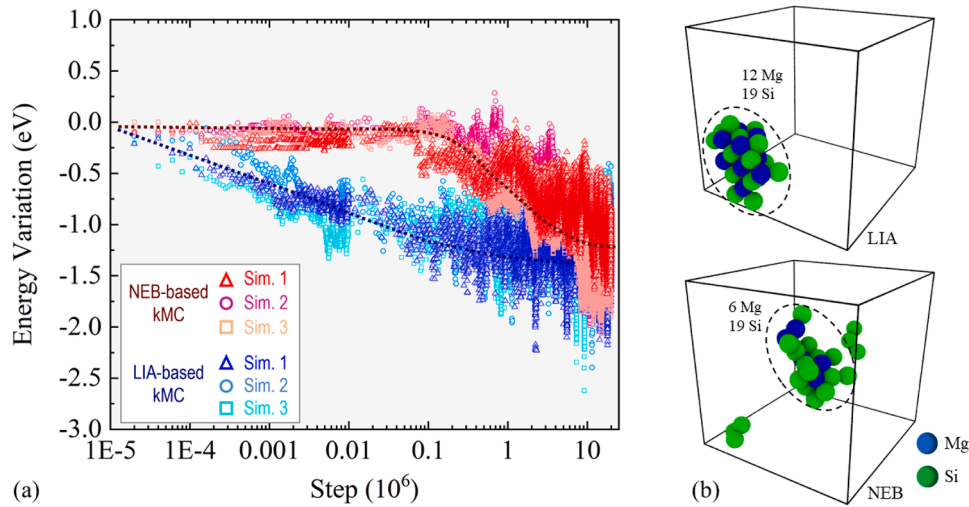 Energy Variation (eV)
1.0
0.5
0.0
-0.5
-1.0
-1.5
-2.0
-2.5
-3.0
NEB-based
kMC
Sim. 1
Sim. 2
Sim. 3
LIA-based
kMC
Sim. 1
Sim. 2
Sim. 3
1E-5 1E-4 0.001 0.01 0.1 1 10
Step (10⁶)
(a)
(b)
12 Mg
19 Si
LIA
6 Mg
19 Si
NEB
Mg
Si